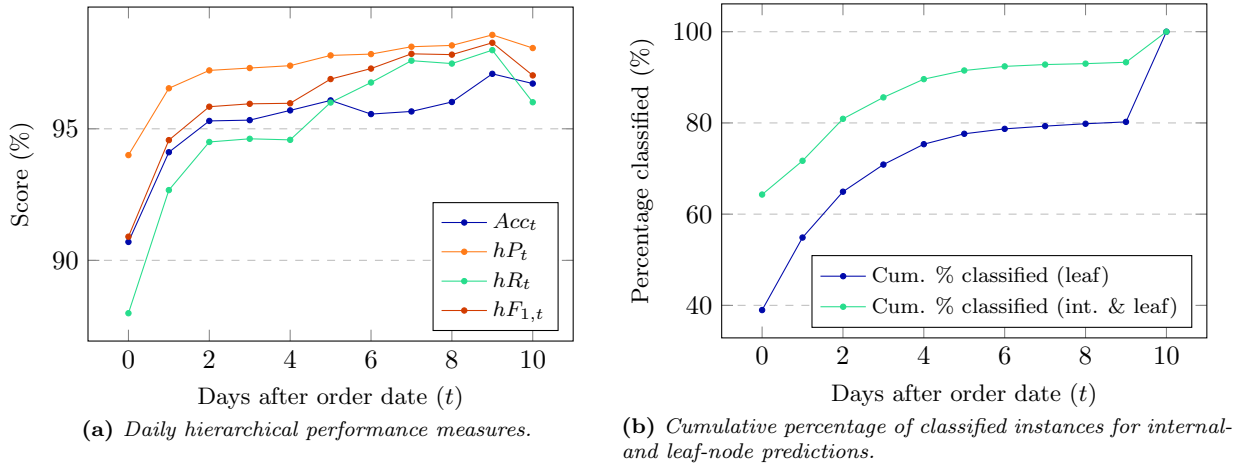 Score (%)
95
90
Acc_t
hP_t
hR_t
hF_{1,t}
0 2 4 6 8 10
Days after order date (t)
(a) Daily hierarchical performance measures.
Percentage classified (%)
100
80
60
40
Cum. % classified (leaf)
Cum. % classified (int. & leaf)
0 2 4 6 8 10
Days after order date (t)
(b) Cumulative percentage of classified instances for internal-
and leaf-node predictions.